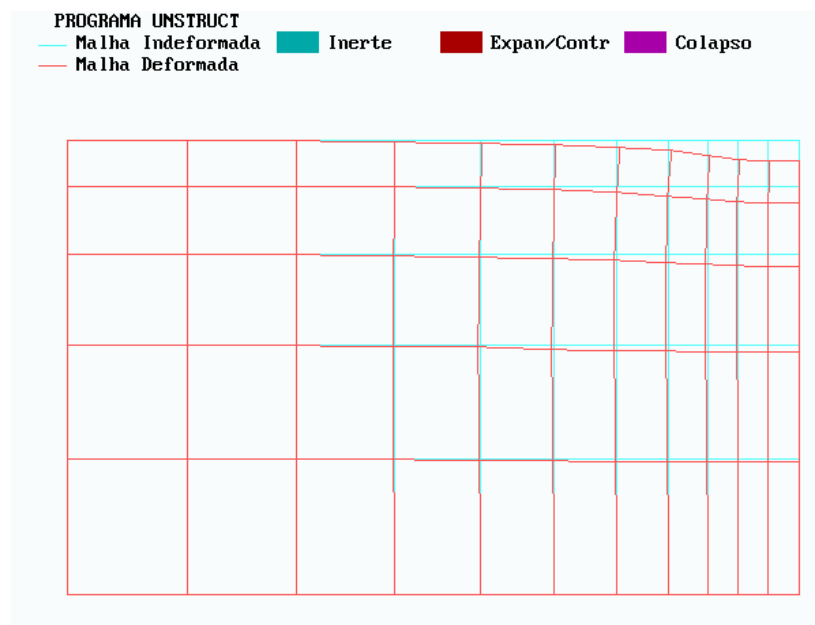 PROGRAMA UNSTRUCT
Malha Indeformada Inerte Expan/Contr Colapso
Malha Deformada